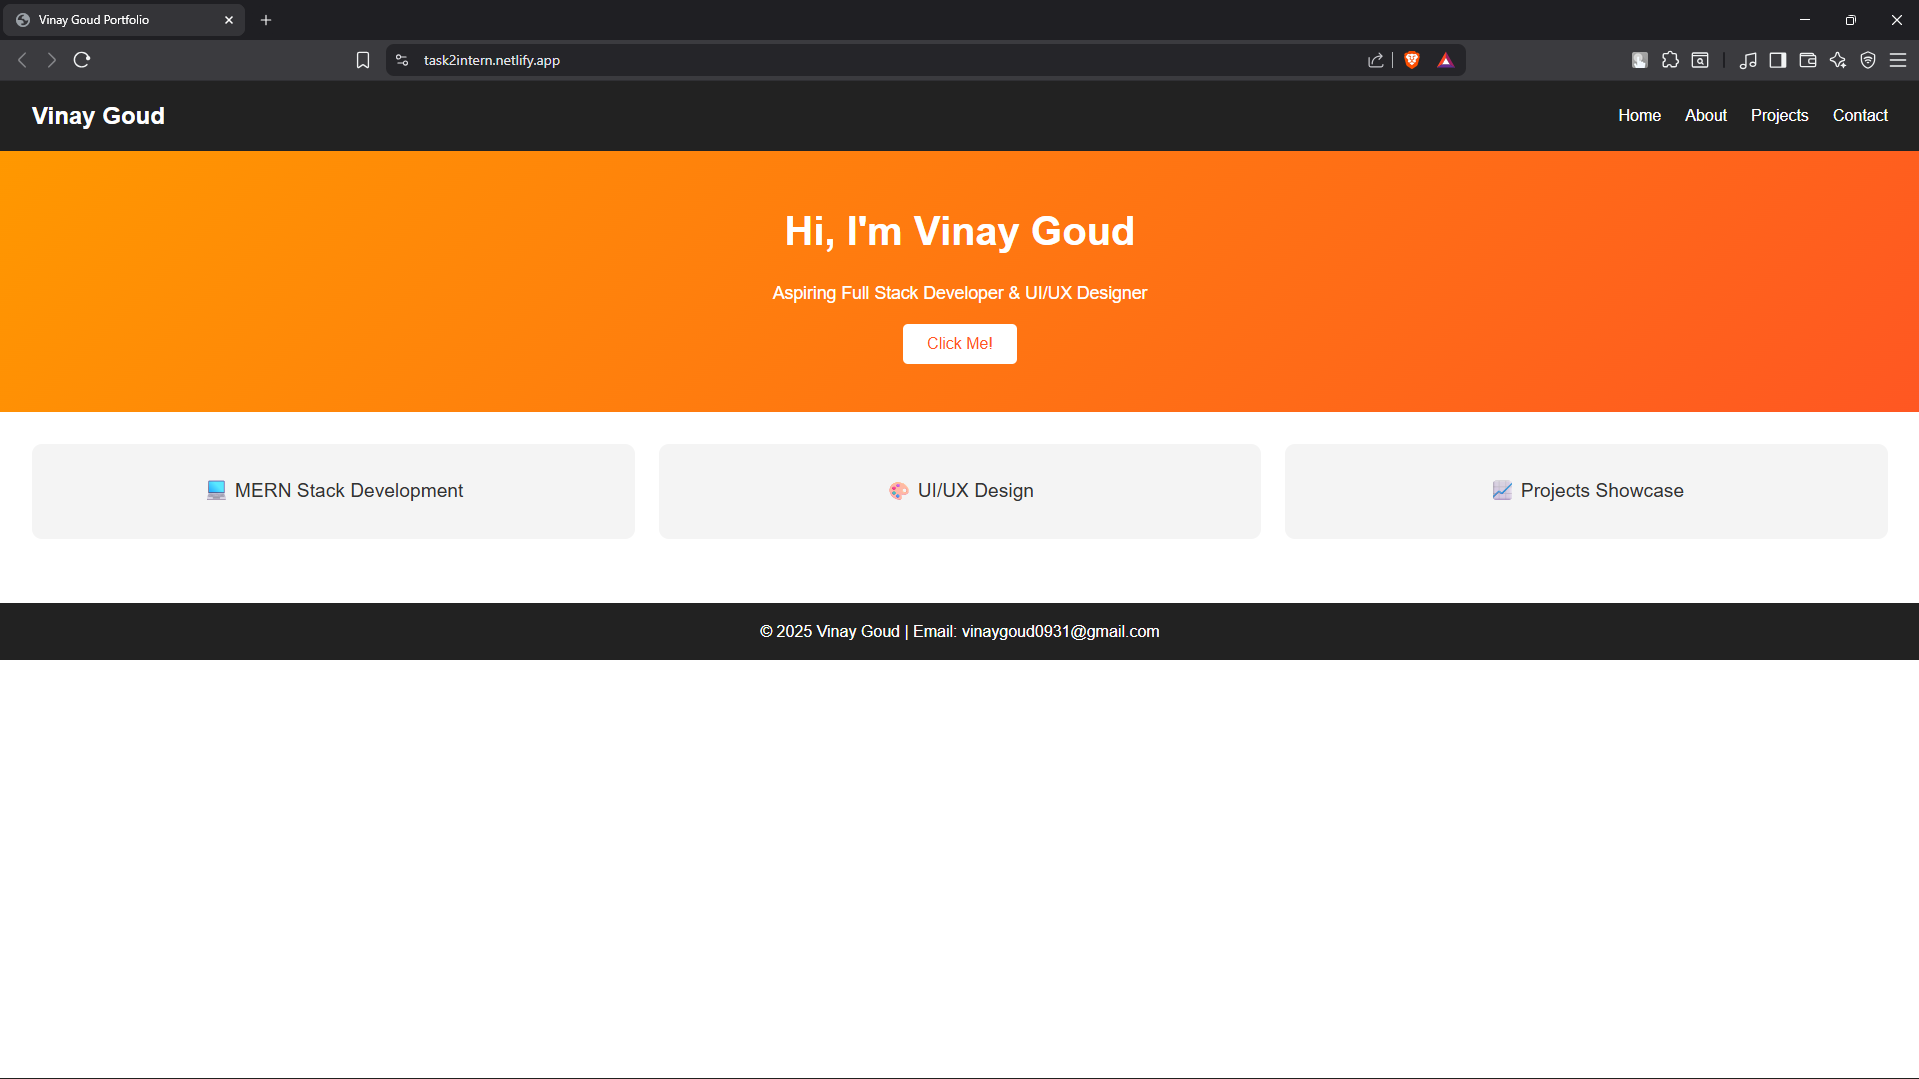 Vinay Goud Portfolio
task2intern.netlify.app
Vinay Goud
Home About Projects Contact
Hi, I'm Vinay Goud
Aspiring Full Stack Developer & UI/UX Designer
Click Me!
MERN Stack Development
UI/UX Design
Projects Showcase
© 2025 Vinay Goud | Email: vinaygoud0931@gmail.com